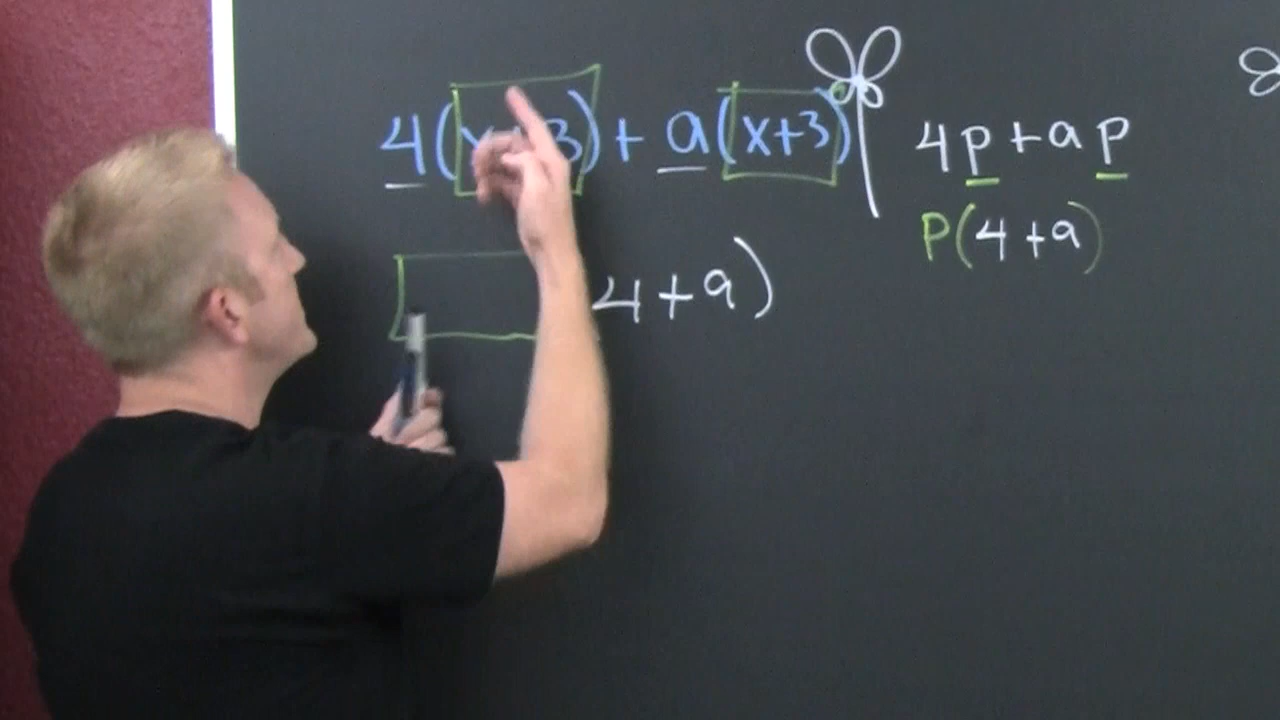 4(x+3) + a(x+3)
4 + a)
4p + ap
P(4 + a)